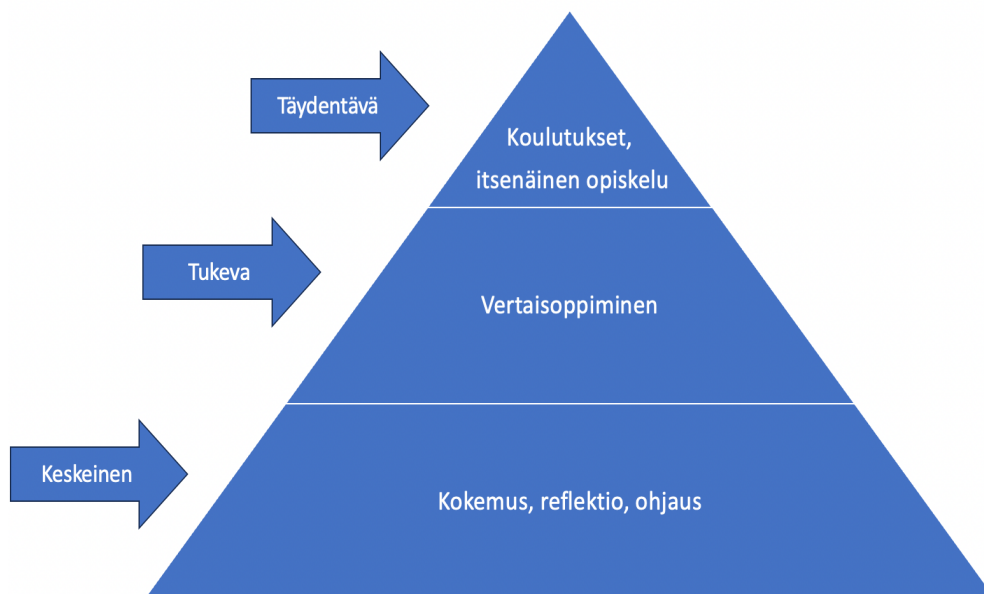 Täydentävä
Koulutukset,
itsenäinen opiskelu
Tukeva
Vertaisoppiminen
Keskeinen
Kokemus, reflektio, ohjaus